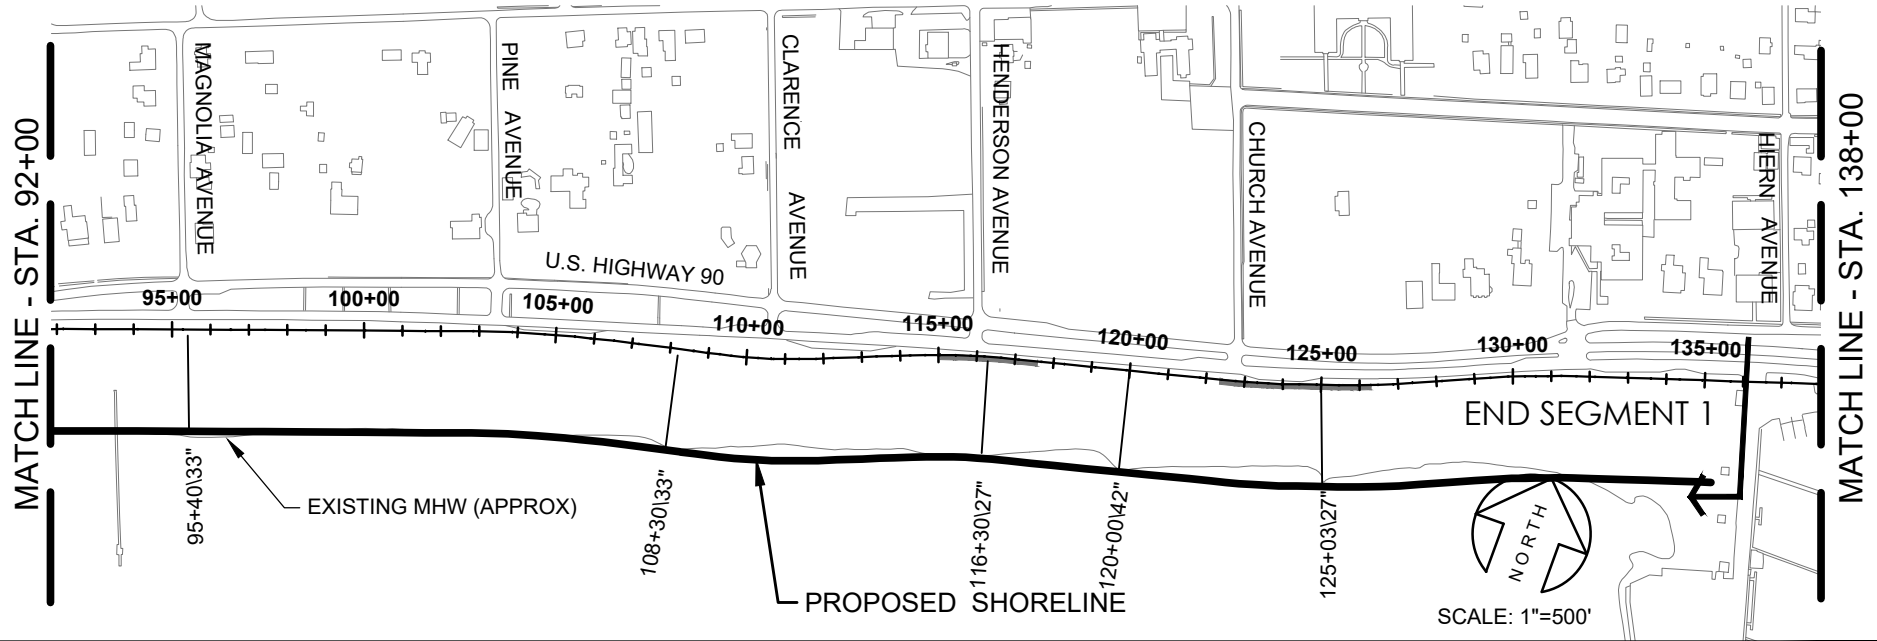 MATCH LINE - STA. 92+00
MAGNOLIA AVENUE
PINE AVENUE
CLARENCE AVENUE
HENDERSON AVENUE
CHURCH AVENUE
HIERN AVENUE
MATCH LINE - STA. 138+00
U.S. HIGHWAY 90
95+00
100+00
105+00
110+00
115+00
120+00
125+00
130+00
135+00
END SEGMENT 1
95+40\33"
108+30\33"
116+30\27"
120+00\42"
125+03\27"
EXISTING MHW (APPROX)
PROPOSED SHORELINE
NORTH
SCALE: 1"=500'